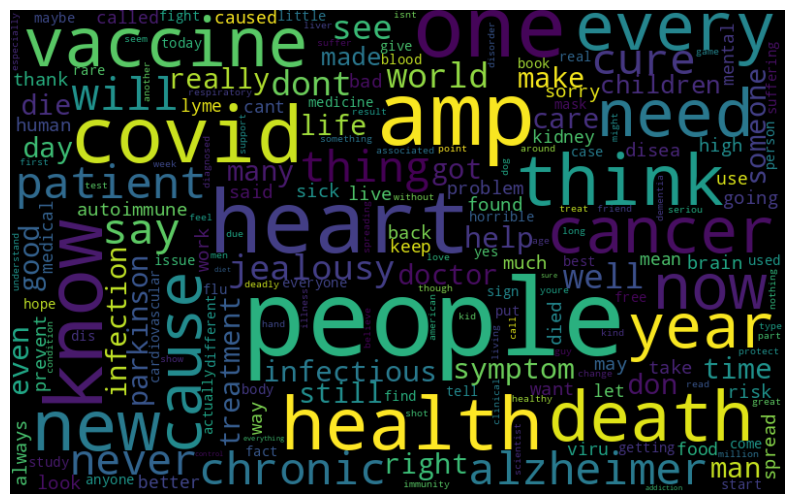 especially maybe called fight caused little seem today another
vaccine
one
every
isnt liver suffer rare thank
really dont made see world blood give
book real game
cure disorder mental
make children someone suffering
die will lyme cant human medicine respiratory result something
bad support sorry mask
amp
need
covid
life care kidney might disea case high person
day first test week diagnosed
many thing got associated point around dog
think
use going seriou dementia
patient
said sick live without problem
found treat friend
know
autoimmune
say
heart
back keep horrible
help
cancer
understand good medical issue work feel due men diet
spreading love yes much best long mean brain used
hope
infection
parkinson
cardiovascular flu
jealousy
doctor
sign age free nothing
well
now
even prevent dis condition show
cause
deadly everyone illness though believe hand american kid put call
people
died sure youre kind type part protect
year
different actually
treatment
body
infectious
symptom
living guy change
may take time
new
way fact
still find tell shot
clinical healthy want let don read risk
health
death
great
always study look anyone better
never
everything control immunity
chronic
right
scientist
alzheimer
viru getting food come million start
man
spread
addiction